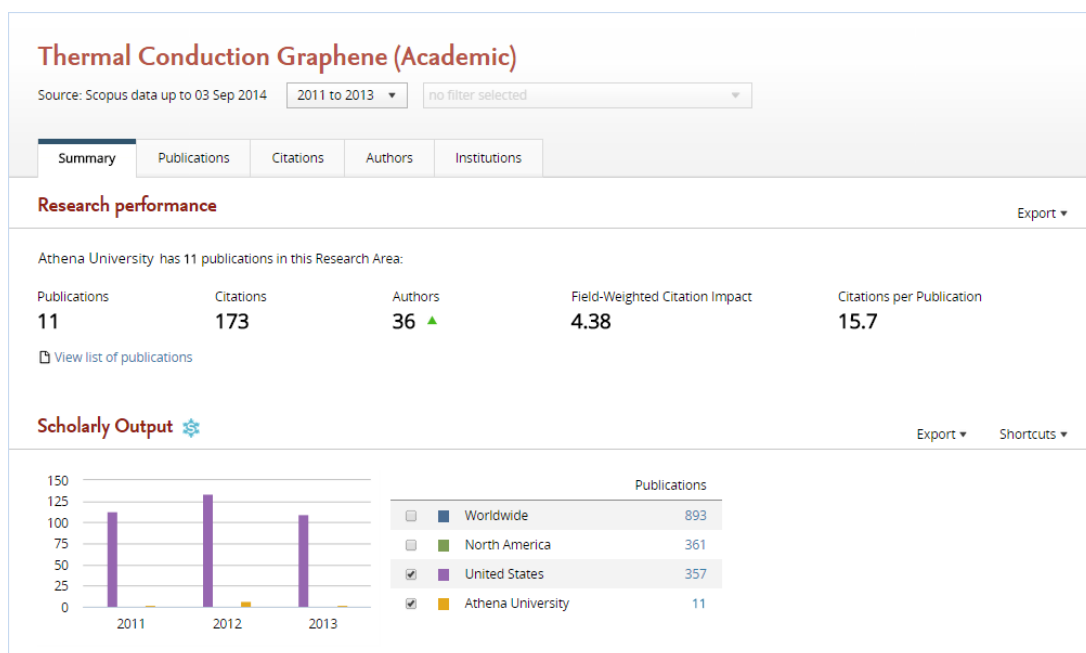 Thermal Conduction Graphene (Academic)
Source: Scopus data up to 03 Sep 2014 2011 to 2013 no filter selected
Summary Publications Citations Authors Institutions
Research performance
Export
Athena University has 11 publications in this Research Area:
Publications Citations Authors Field-Weighted Citation Impact Citations per Publication
11 173 36 4.38 15.7
View list of publications
Scholarly Output
Export Shortcuts
150
125
100
75
50
25
0
2011 2012 2013
Publications
Worldwide 893
North America 361
United States 357
Athena University 11